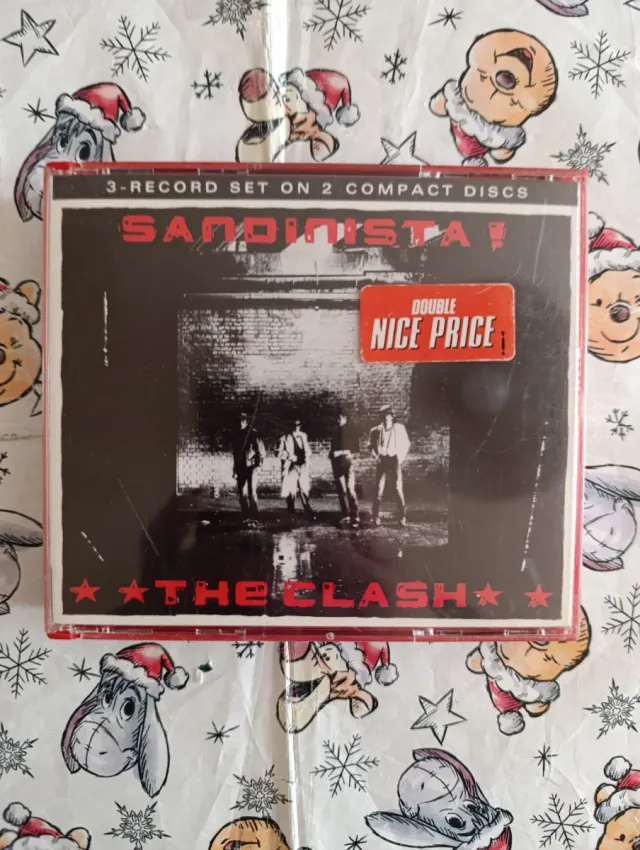 3-RECORD SET ON 2 COMPACT DISCS
SANDINISTA!
DOUBLE
NICE PRICE
THE CLASH